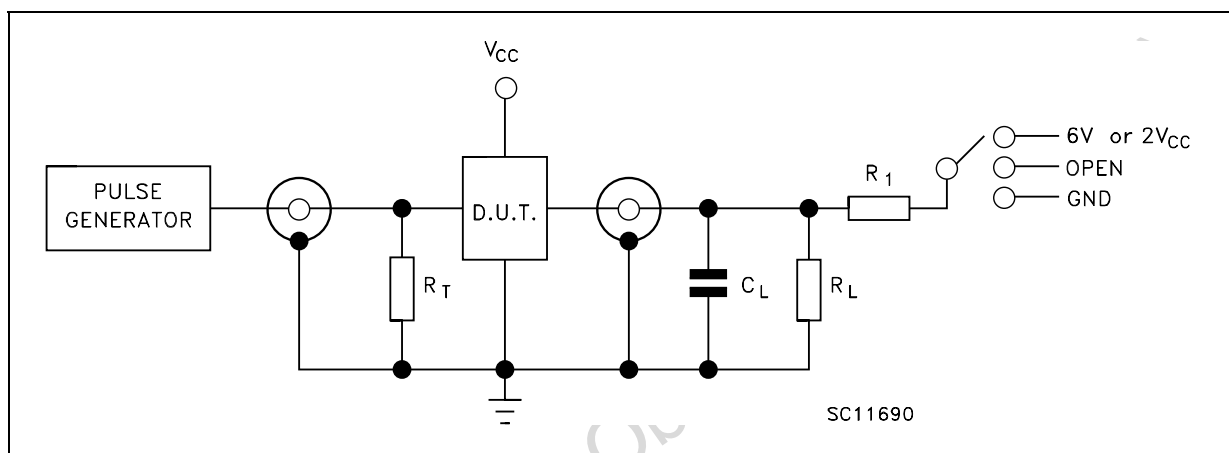 VCC
6V or 2VCC
OPEN
GND
R1
PULSE
GENERATOR
D.U.T.
RT
CL
RL
SC11690